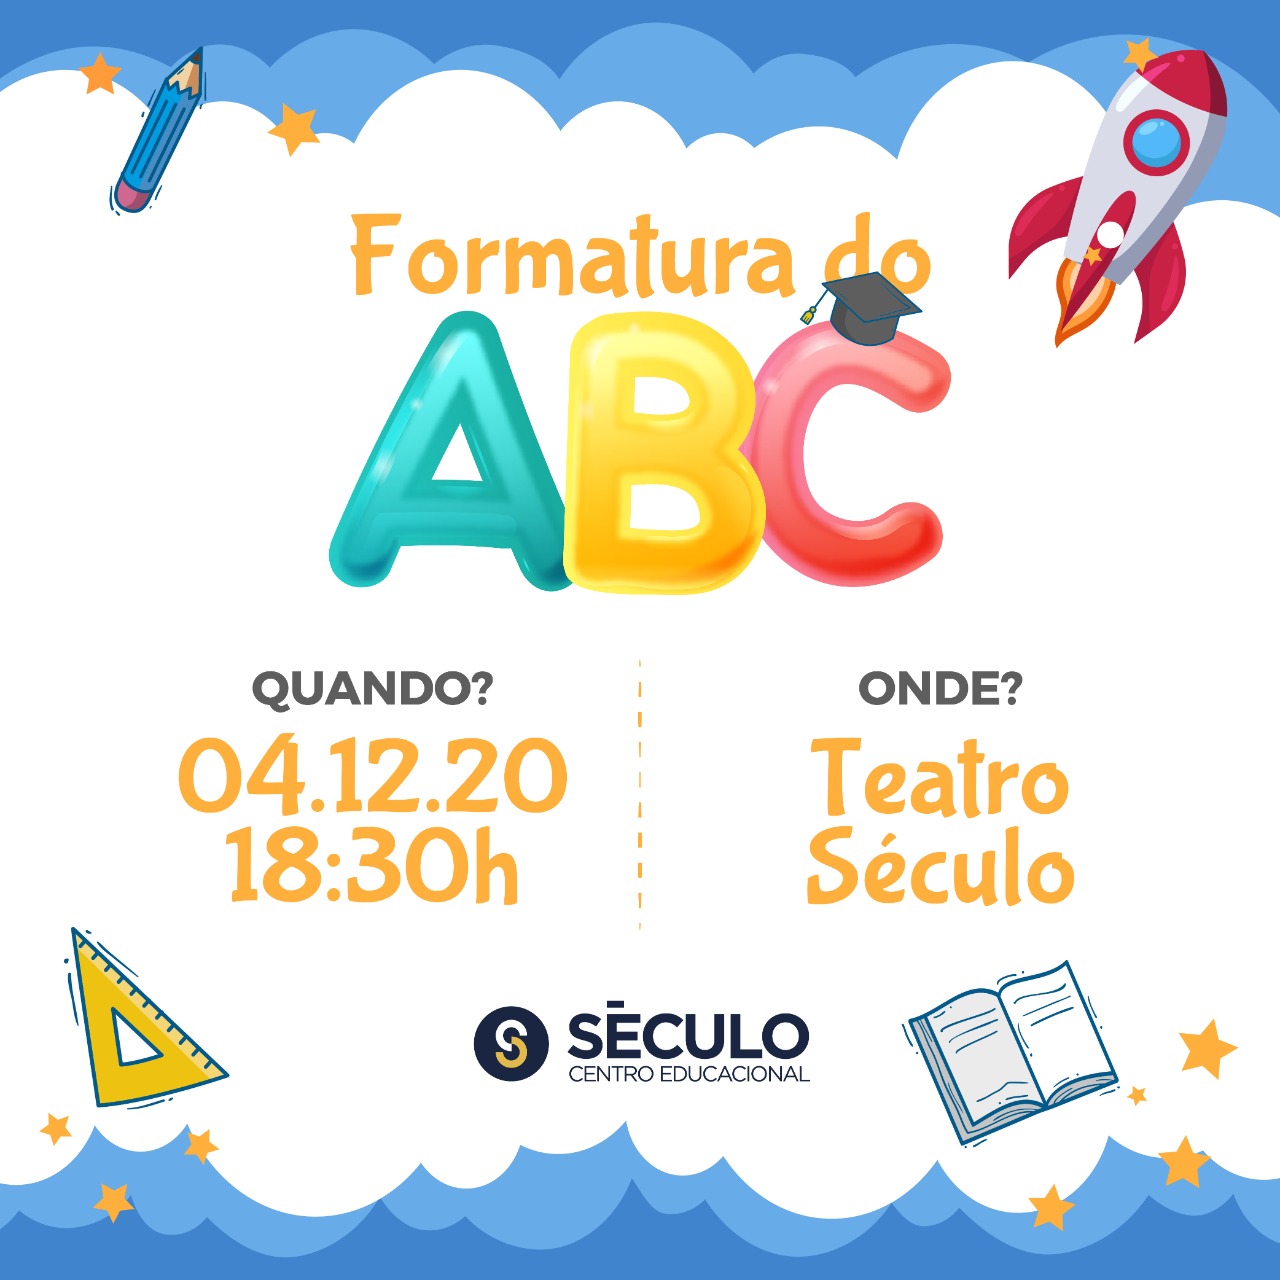 Formatura do
ABC
QUANDO?
04.12.20
18:30h
ONDE?
Teatro
Século
SÉCULO
CENTRO EDUCACIONAL